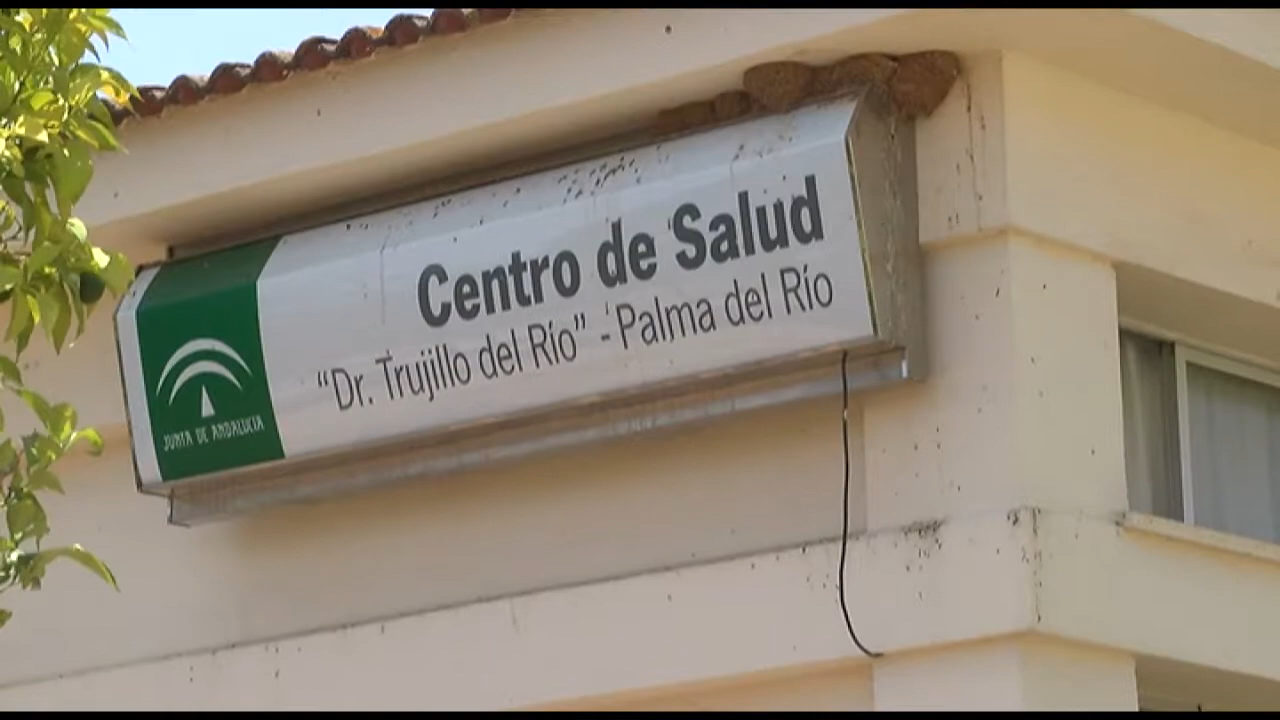 Centro de Salud
“Dr. Trujillo del Río” - Palma del Río
JUNTA DE ANDALUCIA